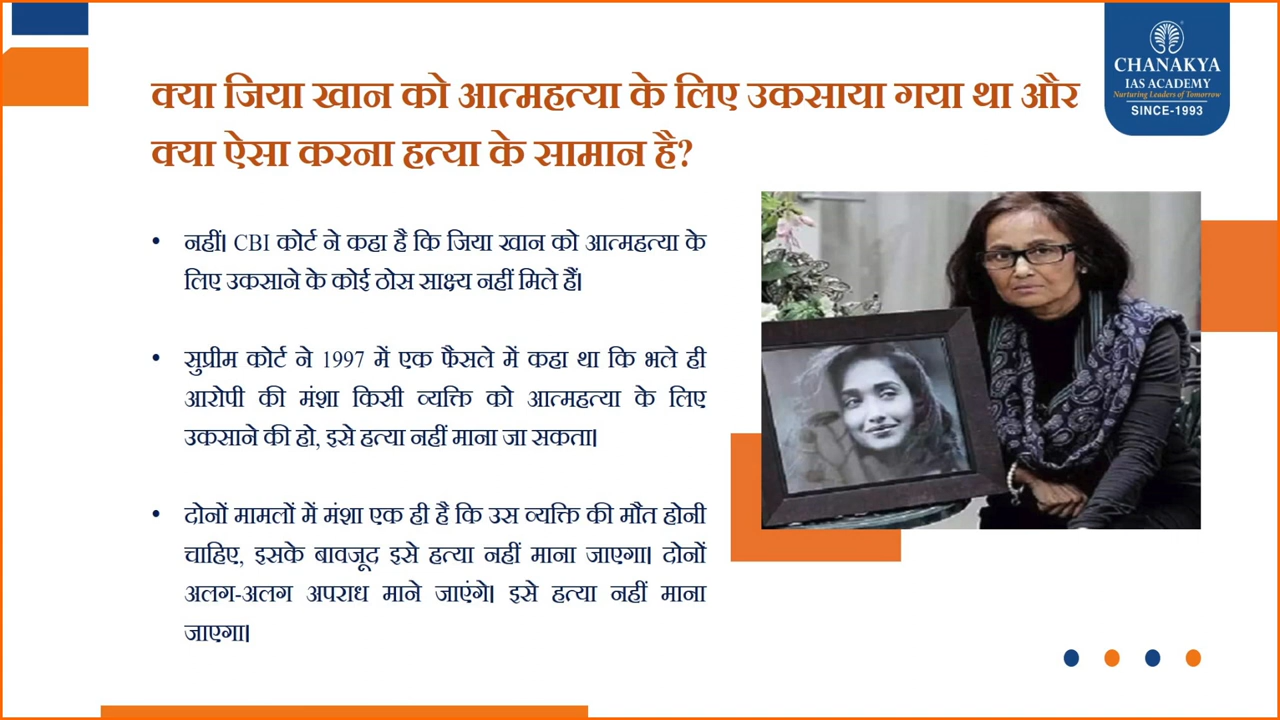 CHANAKYA
IAS ACADEMY
Nurturing Leaders of Tomorrow
SINCE-1993
क्या जिया खान को आत्महत्या के लिए उकसाया गया था और
क्या ऐसा करना हत्या के सामान है?
• नहीं। CBI कोर्ट ने कहा है कि जिया खान को आत्महत्या के
लिए उकसाने के कोई ठोस साक्ष्य नहीं मिले हैं।
• सुप्रीम कोर्ट ने 1997 में एक फैसले में कहा था कि भले ही
आरोपी की मंशा किसी व्यक्ति को आत्महत्या के लिए
उकसाने की हो, इसे हत्या नहीं माना जा सकता।
• दोनों मामलों में मंशा एक ही है कि उस व्यक्ति की मौत होनी
चाहिए, इसके बावजूद इसे हत्या नहीं माना जाएगा। दोनों
अलग-अलग अपराध माने जाएंगे। इसे हत्या नहीं माना
जाएगा।